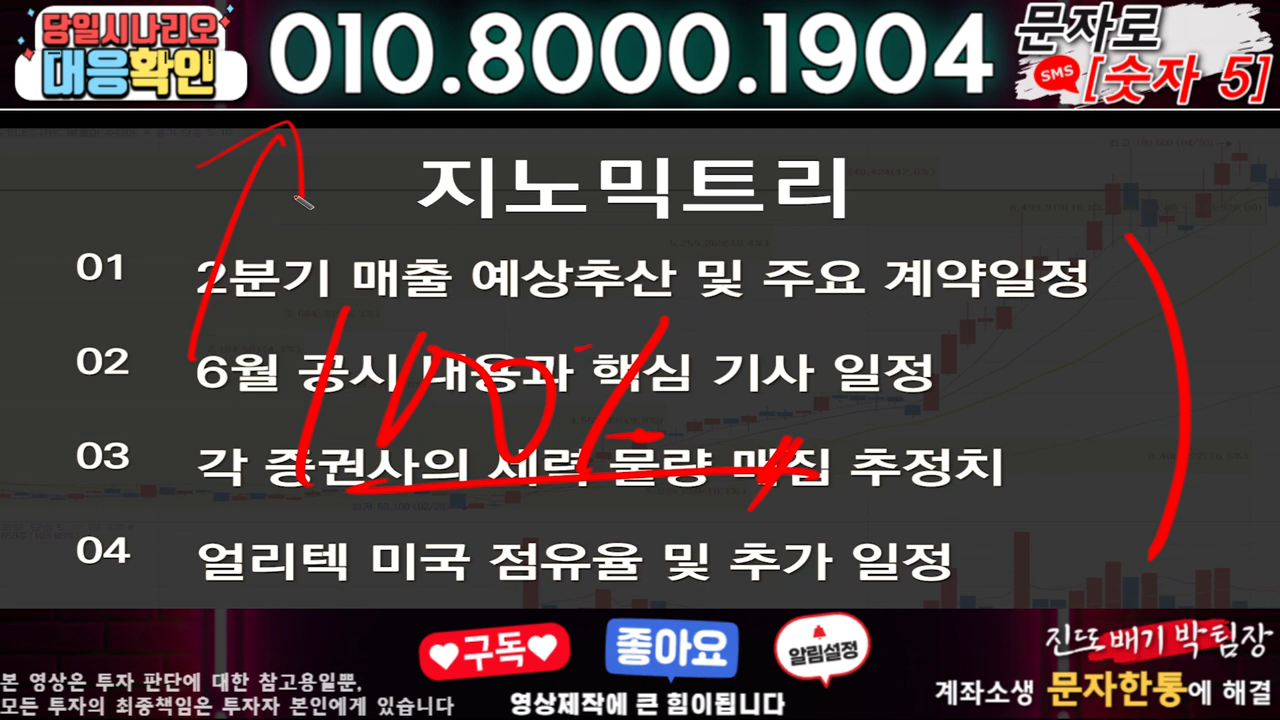 당일시나리오
대응확인
010.8000.1904
문자로
SMS
[숫자 5]
지노믹트리
01 2분기 매출 예상추산 및 주요 계약일정
02 6월 공시 내용과 핵심 기사 일정
03 각 증권사의 세력 물량 매집 추정치
04 얼리텍 미국 점유율 및 추가 일정
100%
구독
좋아요
알림설정
진또배기 박팀장
본 영상은 투자 판단에 대한 참고용일뿐,
모든 투자의 최종책임은 투자자 본인에게 있습니다
영상제작에 큰 힘이됩니다
계좌소생 문자한통에 해결